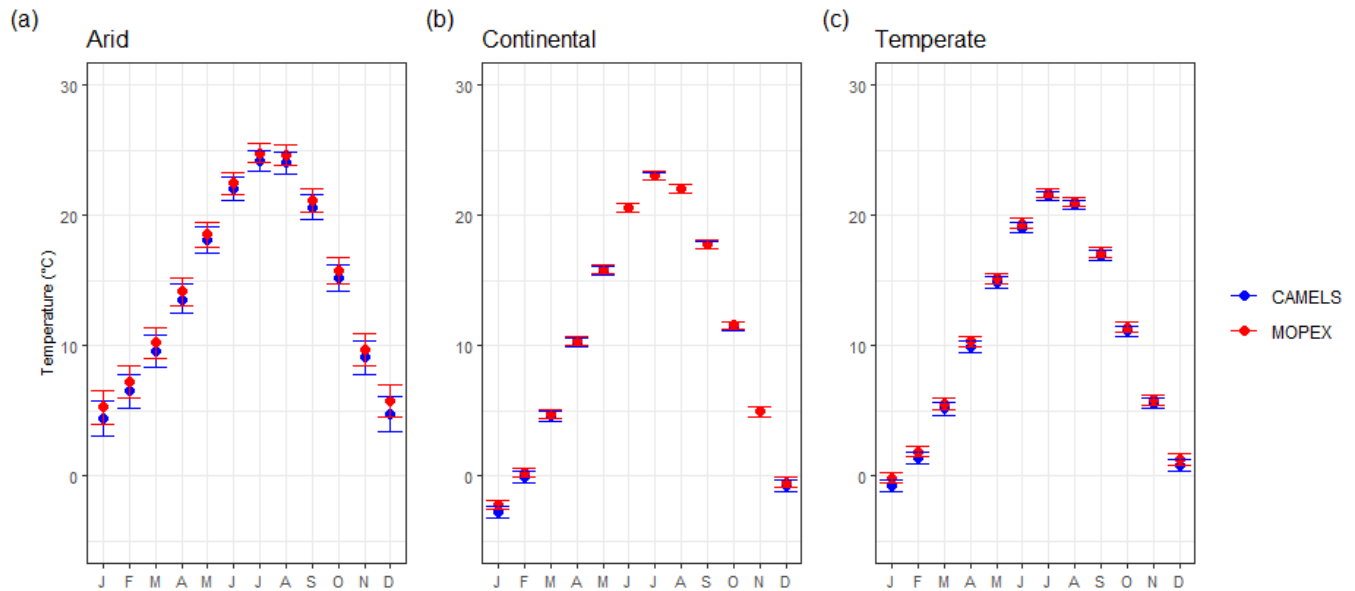 (a)
Arid
(b)
Continental
(c)
Temperate
Temperature (°C)
30
20
10
0
J F M A M J J A S O N D
30
20
10
0
J F M A M J J A S O N D
30
20
10
0
J F M A M J J A S O N D
CAMELS
MOPEX